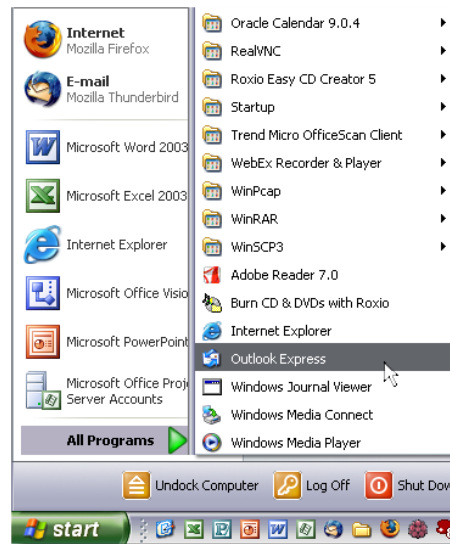 Internet
Mozilla Firefox
E-mail
Mozilla Thunderbird
Microsoft Word 2003
Microsoft Excel 2003
Internet Explorer
Microsoft Office Visio
Microsoft PowerPoint
Microsoft Office Proj
Server Accounts
All Programs
Oracle Calendar 9.0.4
RealVNC
Roxio Easy CD Creator 5
Startup
Trend Micro OfficeScan Client
WebEx Recorder & Player
WinPcap
WinRAR
WinSCP3
Adobe Reader 7.0
Burn CD & DVDs with Roxio
Internet Explorer
Outlook Express
Windows Journal Viewer
Windows Media Connect
Windows Media Player
Undock Computer
Log Off
Shut Dow
start